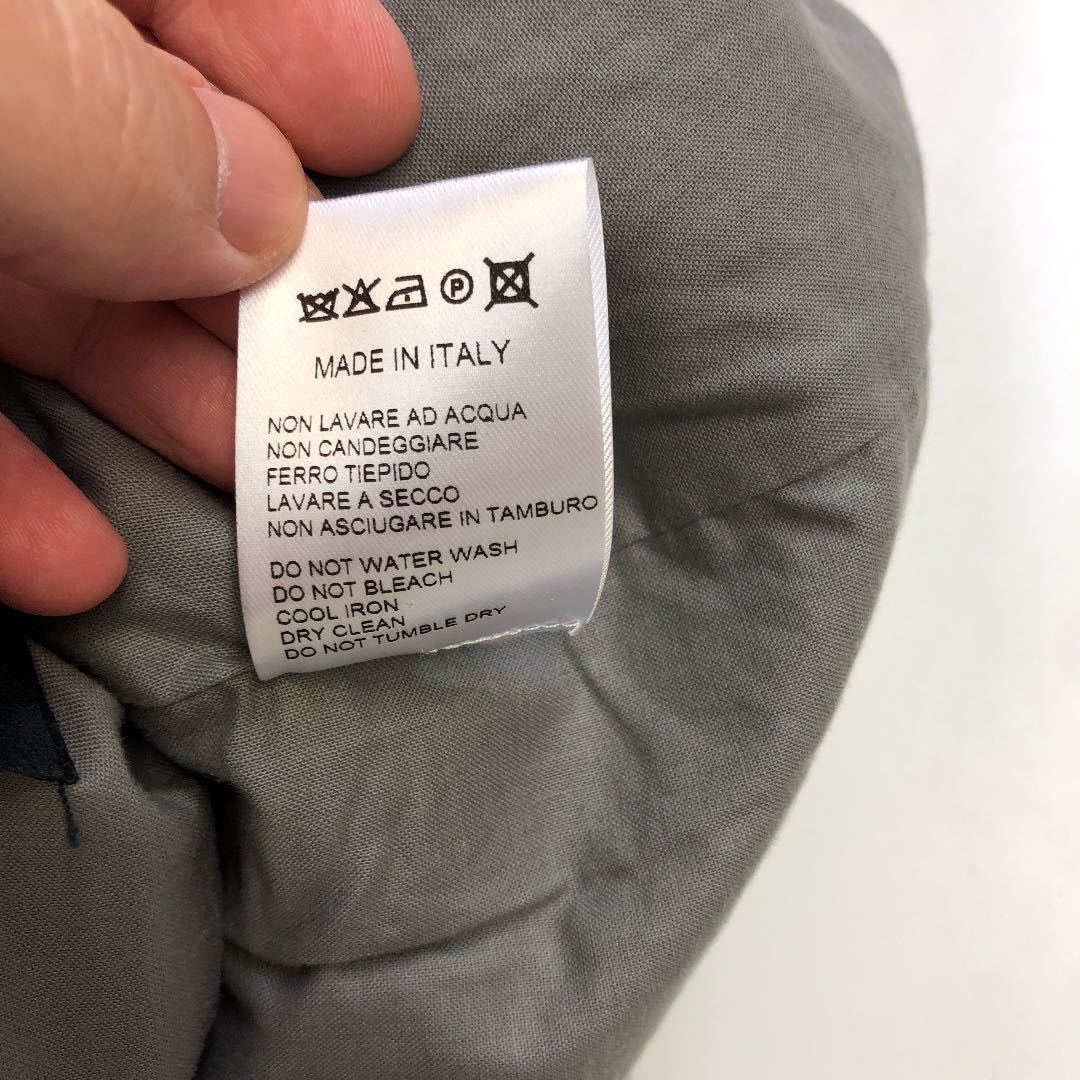 P
MADE IN ITALY
NON LAVARE AD ACQUA
NON CANDEGGIARE
FERRO TIEPIDO
LAVARE A SECCO
NON ASCIUGARE IN TAMBURO
DO NOT WATER WASH
DO NOT BLEACH
COOL IRON
DRY CLEAN
DO NOT TUMBLE DRY